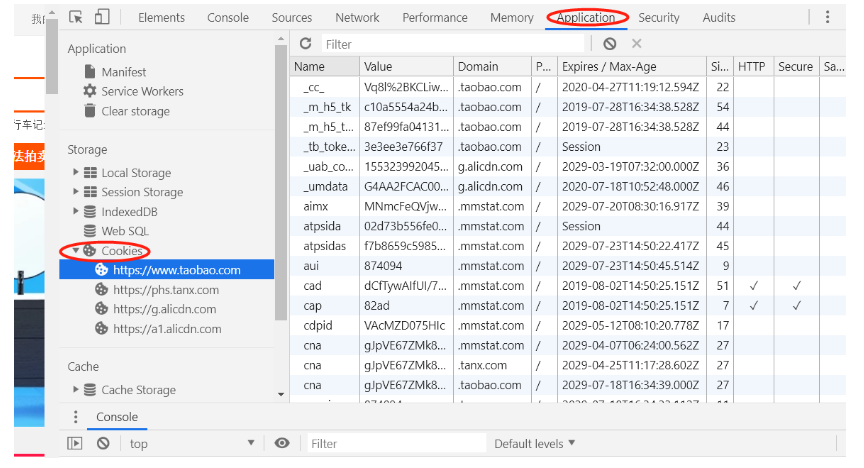 我的
Elements Console Sources Network Performance Memory Application Security Audits
Application
Manifest
Service Workers
Clear storage
Storage
Local Storage
Session Storage
IndexedDB
Web SQL
Cookies
https://www.taobao.com
https://phs.tanx.com
https://g.alicdn.com
https://a1.alicdn.com
Cache
Cache Storage
行车记
法拍卖
Filter
Name Value Domain P... Expires / Max-Age Si... HTTP Secure Sa...
_cc_ Vq8l%2BKCLiw... .taobao.com / 2020-04-27T11:19:12.594Z 22
_m_h5_tk c10a5554a24b... .taobao.com / 2019-07-28T16:34:38.528Z 54
_m_h5_t... 87ef99fa04131... .taobao.com / 2019-07-28T16:34:38.528Z 44
_tb_toke... 3e3ee3e766f37 .taobao.com / Session 23
_uab_co... 155323992045... g.alicdn.com / 2029-03-19T07:32:00.000Z 36
_umdata G4AA2FCAC00... g.alicdn.com / 2020-07-18T10:52:48.000Z 46
aimx MNmcFeQVjw... .mmstat.com / 2029-07-20T08:30:16.917Z 39
atpsida 02d73b556fe0... .mmstat.com / Session 44
atpsidas f7b8659c5985... .mmstat.com / 2029-07-23T14:50:22.417Z 45
aui 874094 .mmstat.com / 2029-07-23T14:50:45.514Z 9
cad dCfTywAIfUI/7... .mmstat.com / 2019-08-02T14:50:25.151Z 51 ✓ ✓
cap 82ad .mmstat.com / 2019-08-02T14:50:25.151Z 7 ✓ ✓
cdpid VAcMZD075HIc .mmstat.com / 2029-05-12T08:10:20.778Z 17
cna gJpVE67ZMk8... .mmstat.com / 2029-04-07T06:24:00.562Z 27
cna gJpVE67ZMk8... .tanx.com / 2029-04-25T11:17:28.602Z 27
cna gJpVE67ZMk8... .taobao.com / 2029-07-18T16:34:39.000Z 27
Console
top Filter Default levels